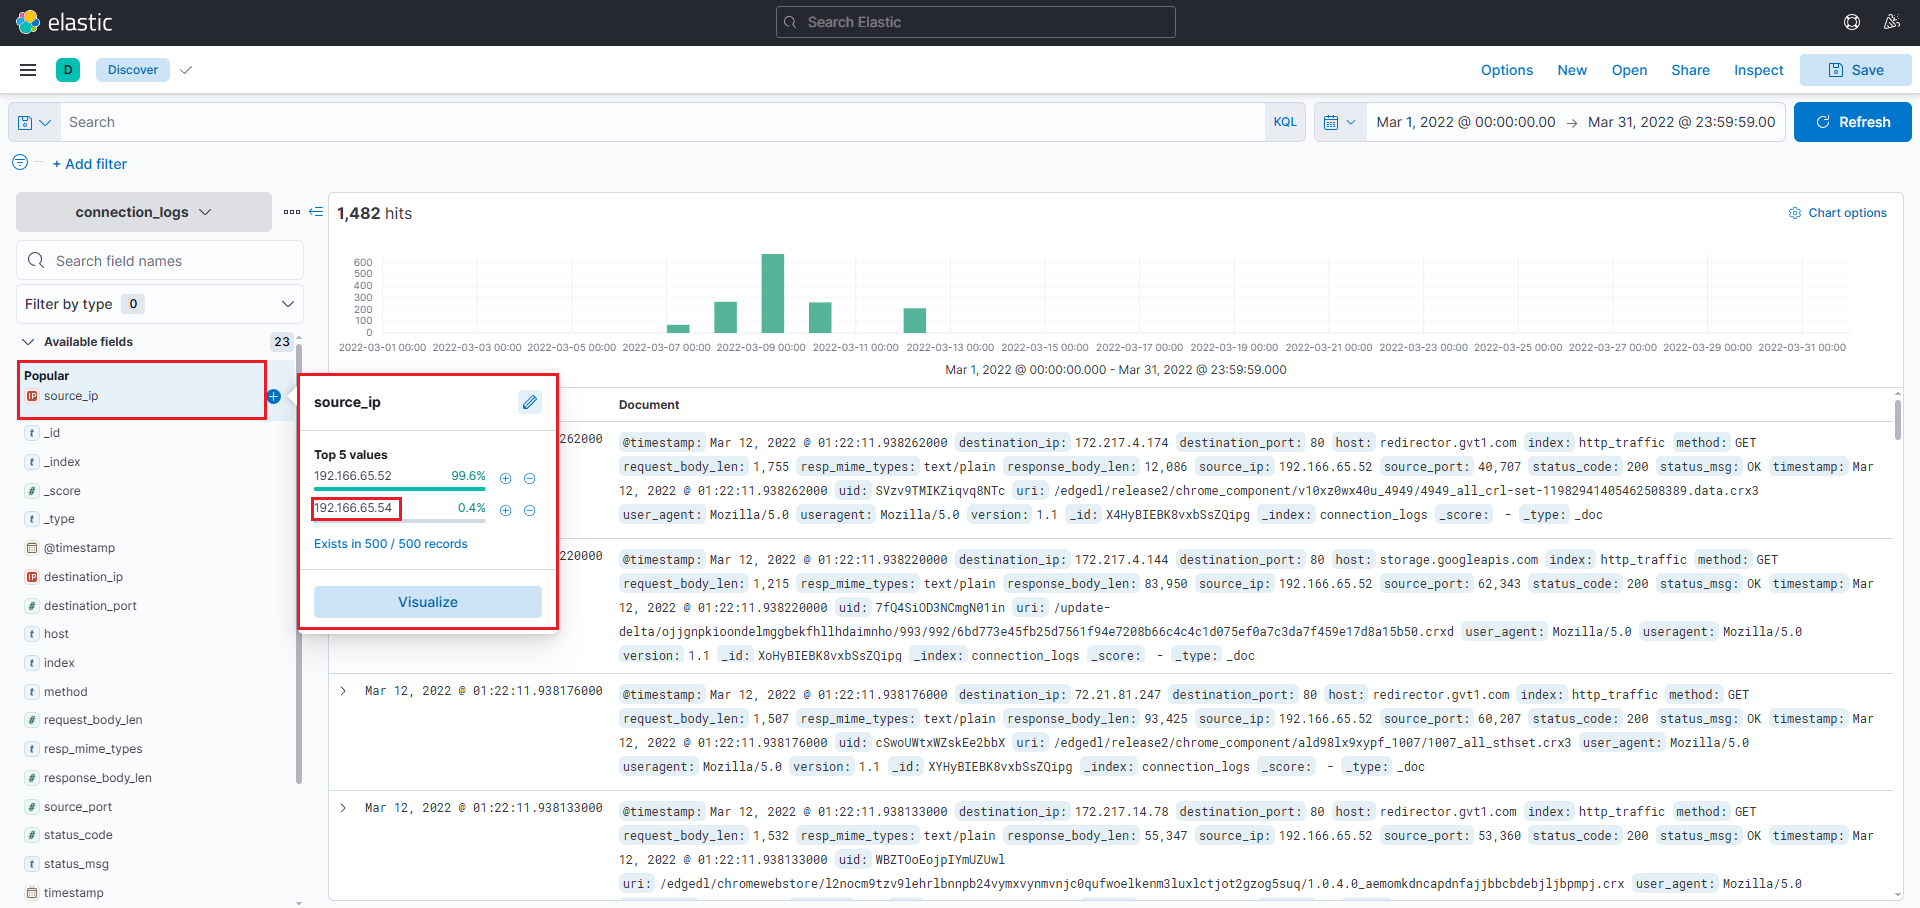 elastic
Search Elastic
D
Discover
Options
New
Open
Share
Inspect
Save
Search
KQL
Mar 1, 2022 @ 00:00:00.00 → Mar 31, 2022 @ 23:59:59.00
Refresh
+ Add filter
connection_logs
Search field names
Filter by type 0
Available fields 23
Popular
source_ip
_id
_index
_score
_type
@timestamp
destination_ip
destination_port
host
index
method
request_body_len
resp_mime_types
response_body_len
source_port
status_code
status_msg
timestamp
source_ip
Top 5 values
192.166.65.52 99.6%
192.166.65.54 0.4%
Exists in 500 / 500 records
Visualize
1,482 hits
Chart options
600
500
400
300
200
100
0
2022-03-01 00:00 2022-03-03 00:00 2022-03-05 00:00 2022-03-07 00:00 2022-03-09 00:00 2022-03-11 00:00 2022-03-13 00:00 2022-03-15 00:00 2022-03-17 00:00 2022-03-19 00:00 2022-03-21 00:00 2022-03-23 00:00 2022-03-25 00:00 2022-03-27 00:00 2022-03-29 00:00 2022-03-31 00:00
Mar 1, 2022 @ 00:00:00.000 - Mar 31, 2022 @ 23:59:59.000
Document
262000
@timestamp: Mar 12, 2022 @ 01:22:11.938262000 destination_ip: 172.217.4.174 destination_port: 80 host: redirector.gvt1.com index: http_traffic method: GET
request_body_len: 1,755 resp_mime_types: text/plain response_body_len: 12,086 source_ip: 192.166.65.52 source_port: 40,707 status_code: 200 status_msg: OK timestamp: Mar
12, 2022 @ 01:22:11.938262000 uid: SVzv9TMIKZiqvq8NTc uri: /edgedl/release2/chrome_component/v10xz0wx40u_4949/4949_all_crl-set-11982941405462508389.data.crx3
user_agent: Mozilla/5.0 useragent: Mozilla/5.0 version: 1.1 _id: X4HyBIEBK8vxbSsZQipg _index: connection_logs _score: - _type: _doc
220000
@timestamp: Mar 12, 2022 @ 01:22:11.938220000 destination_ip: 172.217.4.144 destination_port: 80 host: storage.googleapis.com index: http_traffic method: GET
request_body_len: 1,215 resp_mime_types: text/plain response_body_len: 83,950 source_ip: 192.166.65.52 source_port: 62,343 status_code: 200 status_msg: OK timestamp: Mar
12, 2022 @ 01:22:11.938220000 uid: 7fQ4SiOD3NCmgN01in uri: /update-
delta/ojjgnpkioondelmggbekfhllhdaimnho/993/992/6bd773e45fb25d7561f94e7208b66c4c4c1d075ef0a7c3da7f459e17d8a15b50.crxd user_agent: Mozilla/5.0 useragent: Mozilla/5.0
version: 1.1 _id: XoHyBIEBK8vxbSsZQipg _index: connection_logs _score: - _type: _doc
Mar 12, 2022 @ 01:22:11.938176000
@timestamp: Mar 12, 2022 @ 01:22:11.938176000 destination_ip: 72.21.81.247 destination_port: 80 host: redirector.gvt1.com index: http_traffic method: GET
request_body_len: 1,507 resp_mime_types: text/plain response_body_len: 93,425 source_ip: 192.166.65.52 source_port: 60,207 status_code: 200 status_msg: OK timestamp: Mar
12, 2022 @ 01:22:11.938176000 uid: cSwoUWtxWZskEe2bbX uri: /edgedl/release2/chrome_component/ald98lx9xypf_1007/1007_all_sthset.crx3 user_agent: Mozilla/5.0
useragent: Mozilla/5.0 version: 1.1 _id: XYHyBIEBK8vxbSsZQipg _index: connection_logs _score: - _type: _doc
Mar 12, 2022 @ 01:22:11.938133000
@timestamp: Mar 12, 2022 @ 01:22:11.938133000 destination_ip: 172.217.14.78 destination_port: 80 host: redirector.gvt1.com index: http_traffic method: GET
request_body_len: 1,532 resp_mime_types: text/plain response_body_len: 55,347 source_ip: 192.166.65.52 source_port: 53,360 status_code: 200 status_msg: OK timestamp: Mar
12, 2022 @ 01:22:11.938133000 uid: WBZTOoEojpIYmUZUwl
uri: /edgedl/chromewebstore/l2nocm9tzv9lehrlbnnpb24vymxvynmvnjc0qufwoelkenm3luxlctjot2gzog5suq/1.0.4.0_aemomkdncapdnfajjbbcbdebjljbpmpj.crx user_agent: Mozilla/5.0